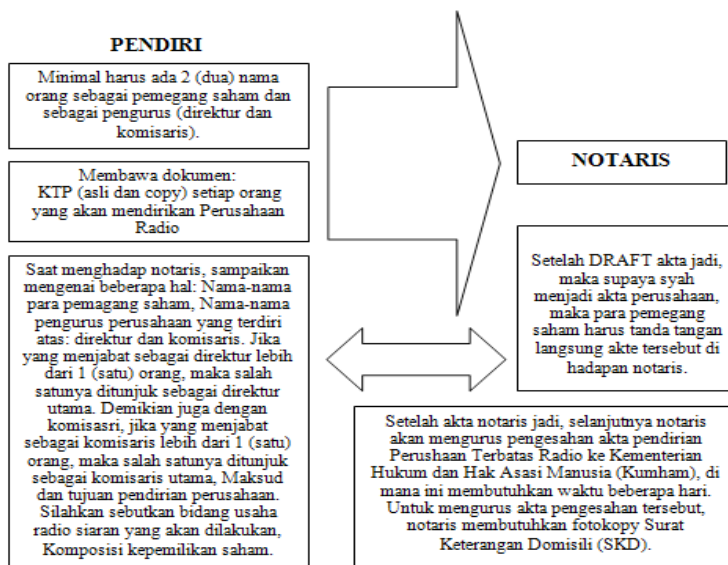 PENDIRI
Minimal harus ada 2 (dua) nama
orang sebagai pemegang saham dan
sebagai pengurus (direktur dan
komisaris).
Membawa dokumen:
KTP (asli dan copy) setiap orang
yang akan mendirikan Perusahaan
Radio
Saat menghadap notaris, sampaikan
mengenai beberapa hal: Nama-nama
para pemagang saham, Nama-nama
pengurus perusahaan yang terdiri
atas: direktur dan komisaris. Jika
yang menjabat sebagai direktur lebih
dari 1 (satu) orang, maka salah
satunya ditunjuk sebagai direktur
utama. Demikian juga dengan
komisasri, jika yang menjabat
sebagai komisaris lebih dari 1 (satu)
orang, maka salah satunya ditunjuk
sebagai komisaris utama, Maksud
dan tujuan pendirian perusahaan.
Silahkan sebutkan bidang usaha
radio siaran yang akan dilakukan,
Komposisi kepemilikan saham.
NOTARIS
Setelah DRAFT akta jadi,
maka supaya syah
menjadi akta perusahaan,
maka para pemegang
saham harus tanda tangan
langsung akte tersebut di
hadapan notaris.
Setelah akta notaris jadi, selanjutnya notaris
akan mengurus pengesahan akta pendirian
Perushaan Terbatas Radio ke Kementerian
Hukum dan Hak Asasi Manusia (Kumham), di
mana ini membutuhkan waktu beberapa hari.
Untuk mengurus akta pengesahan tersebut,
notaris membutuhkan fotokopy Surat
Keterangan Domisili (SKD).